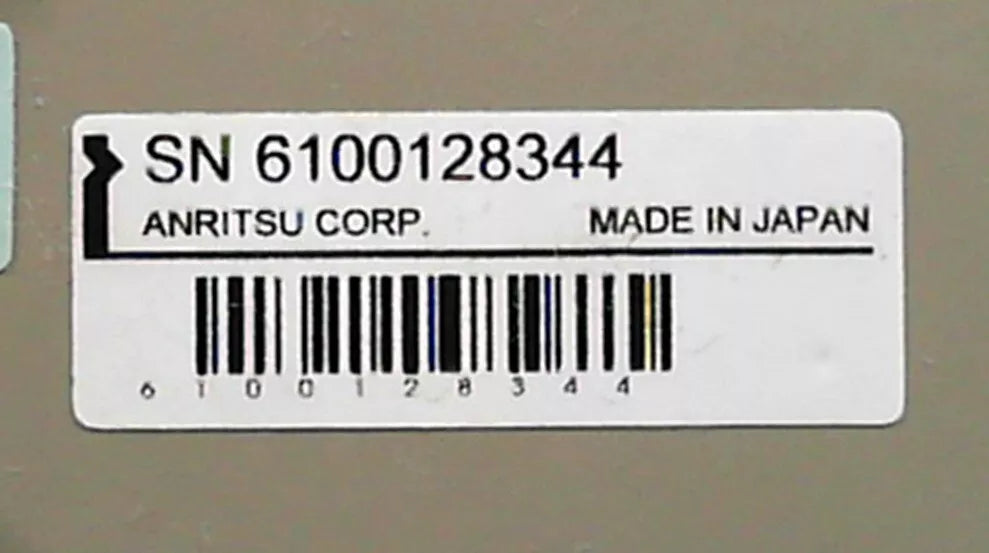 SN 6100128344
ANRITSU CORP. MADE IN JAPAN
6 1 0 0 1 2 8 3 4 4